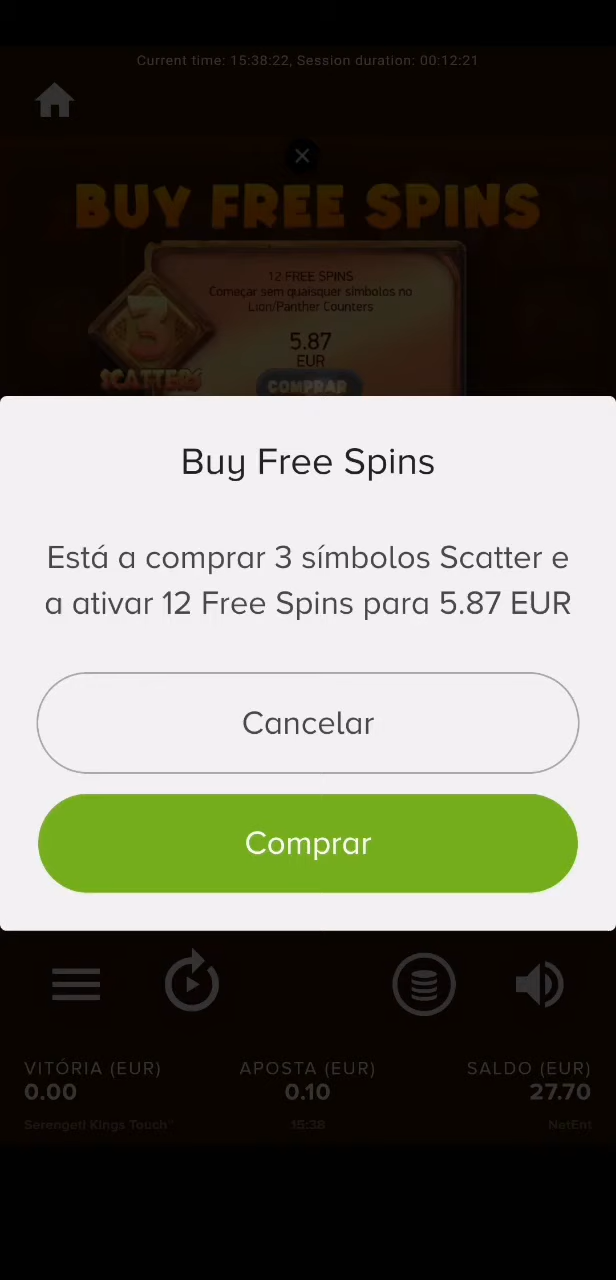 Current time: 15:38:22, Session duration: 00:12:21
BUY FREE SPINS
12 FREE SPINS
Começar sem quaisquer símbolos no
Lion/Panther Counters
5.87
EUR
SCATTERS
COMPRAR
Buy Free Spins
Está a comprar 3 símbolos Scatter e
a ativar 12 Free Spins para 5.87 EUR
Cancelar
Comprar
VITÓRIA (EUR) APOSTA (EUR) SALDO (EUR)
0.00 0.10 27.70
Serengeti Kings Touch™ 15:38 NetEnt